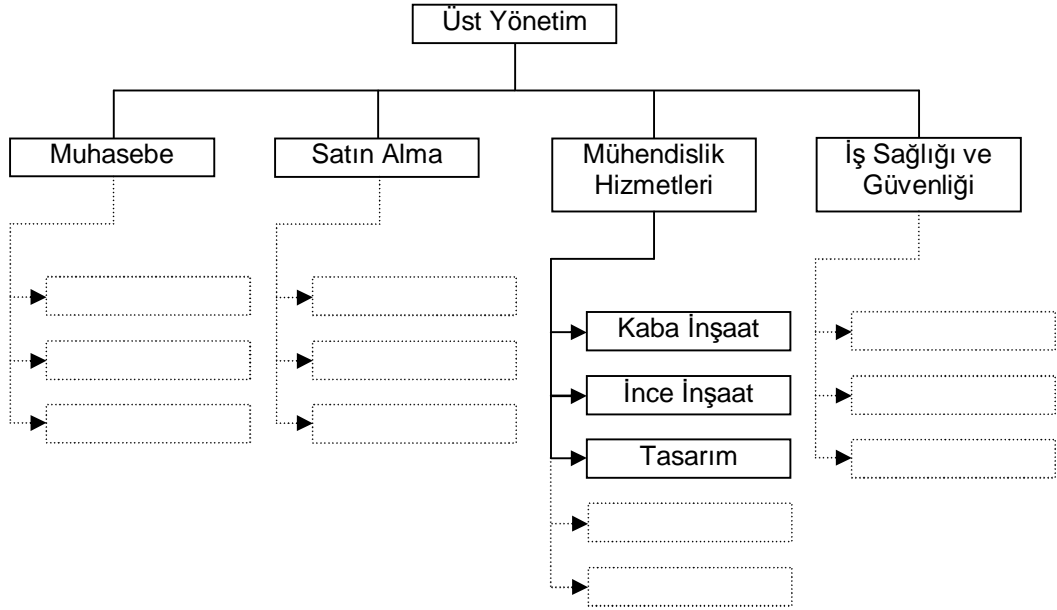 Üst Yönetim
Muhasebe
Satın Alma
Mühendislik
Hizmetleri
İş Sağlığı ve
Güvenliği
Kaba İnşaat
İnce İnşaat
Tasarım